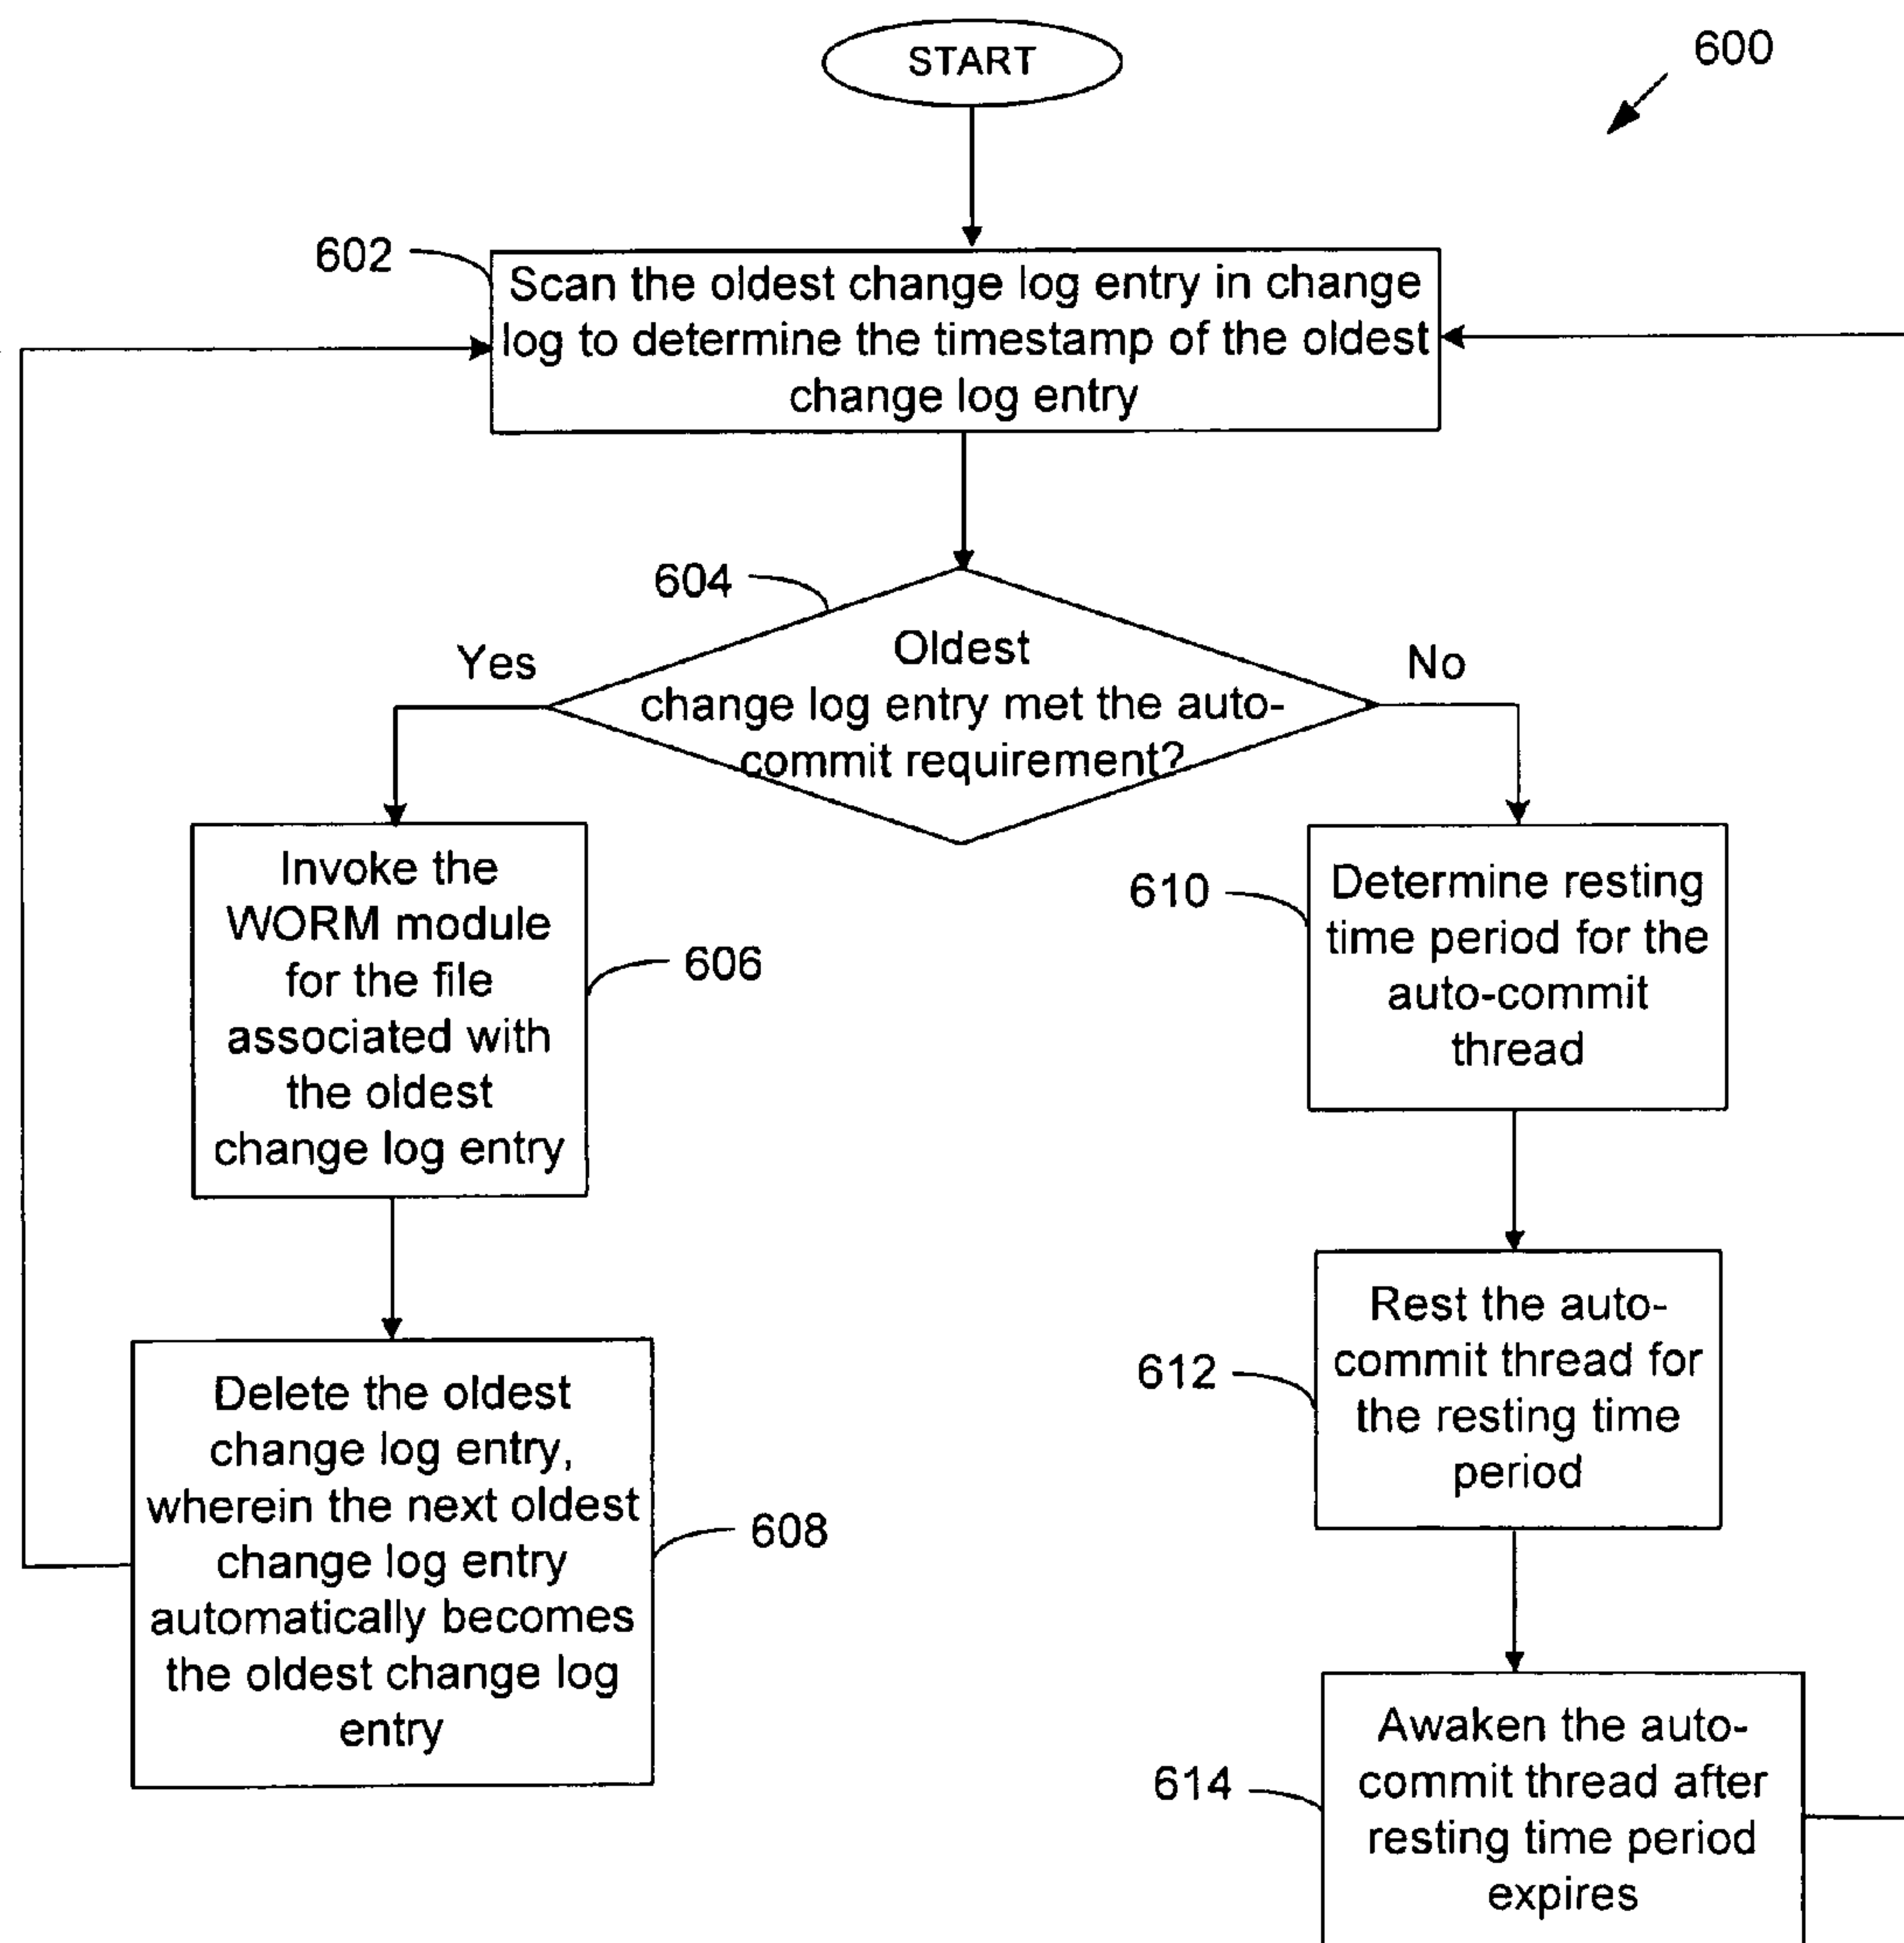 START
600
602
Scan the oldest change log entry in change
log to determine the timestamp of the oldest
change log entry
604
Yes
Oldest
change log entry met the auto-
commit requirement?
No
Invoke the
WORM module
for the file
associated with
the oldest
change log entry
606
610
Determine resting
time period for the
auto-commit
thread
Delete the oldest
change log entry,
wherein the next oldest
change log entry
automatically becomes
the oldest change log
entry
608
612
Rest the auto-
commit thread for
the resting time
period
614
Awaken the auto-
commit thread after
resting time period
expires